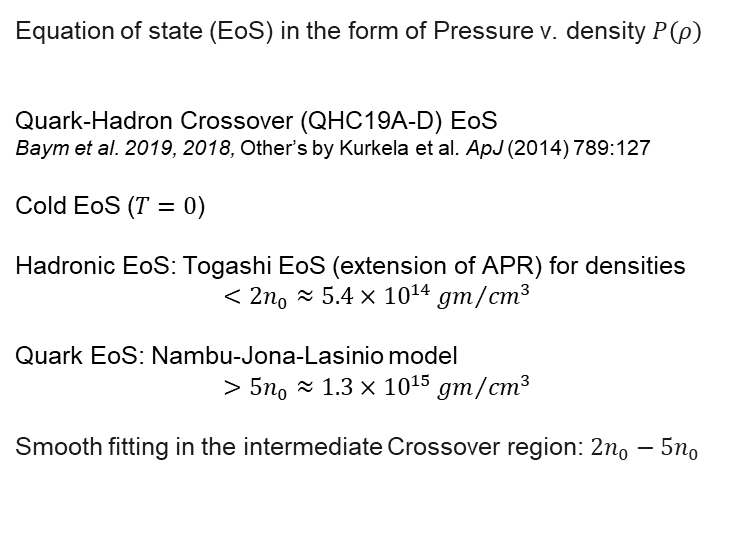 Equation of state (EoS) in the form of Pressure v. density P(ρ)
Quark-Hadron Crossover (QHC19A-D) EoS
Baym et al. 2019, 2018, Other's by Kurkela et al. ApJ (2014) 789:127
Cold EoS (T = 0)
Hadronic EoS: Togashi EoS (extension of APR) for densities
< 2n₀ ≈ 5.4 × 10¹⁴ gm/cm³
Quark EoS: Nambu-Jona-Lasinio model
> 5n₀ ≈ 1.3 × 10¹⁵ gm/cm³
Smooth fitting in the intermediate Crossover region: 2n₀ − 5n₀